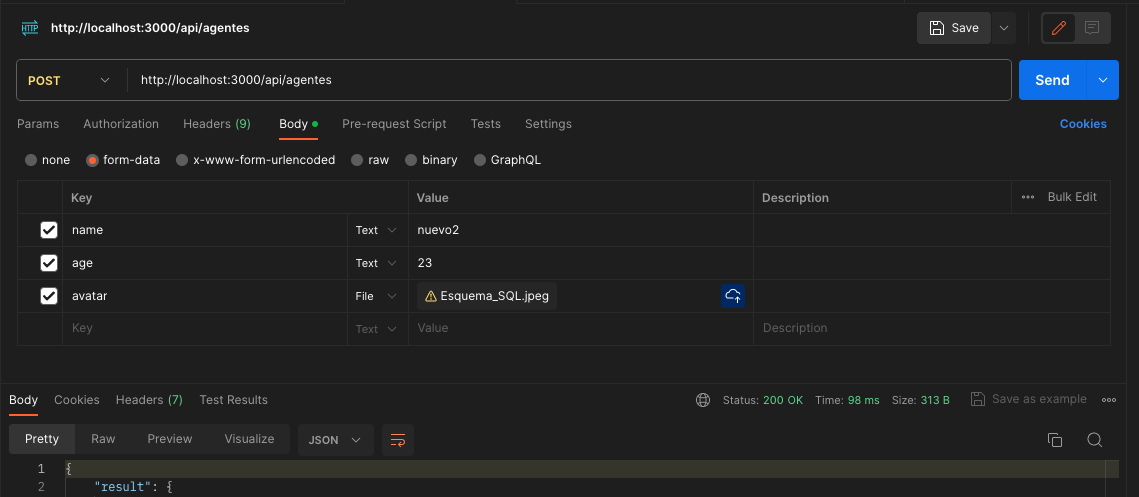 HTTP http://localhost:3000/api/agentes Save
POST http://localhost:3000/api/agentes Send
Params Authorization Headers (9) Body Pre-request Script Tests Settings Cookies
none form-data x-www-form-urlencoded raw binary GraphQL
Key Value Description Bulk Edit
name Text nuevo2
age Text 23
avatar File Esquema_SQL.jpeg
Key Text Value Description
Body Cookies Headers (7) Test Results Status: 200 OK Time: 98 ms Size: 313 B Save as example
Pretty Raw Preview Visualize JSON
1 {
2 "result": {